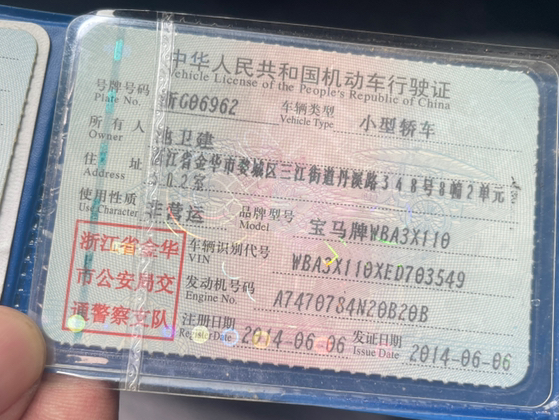 中华人民共和国机动车行驶证
Vehicle License of the People's Republic of China
号牌号码 浙G06962 车辆类型 小型轿车
Plate No. Vehicle Type
所有人 池卫建
Owner
住址 浙江省金华市婺城区三江街道丹溪路348号8幢2单元
Address 502室
使用性质 非营运 品牌型号 宝马牌WBA3X110
Use Character Model
浙江省金华
市公安局交
通警察支队
车辆识别代号 WBA3X110XED703549
VIN
发动机号码 A7470784N20B20B
Engine No.
注册日期 2014-06-06 发证日期 2014-06-06
Register Date Issue Date